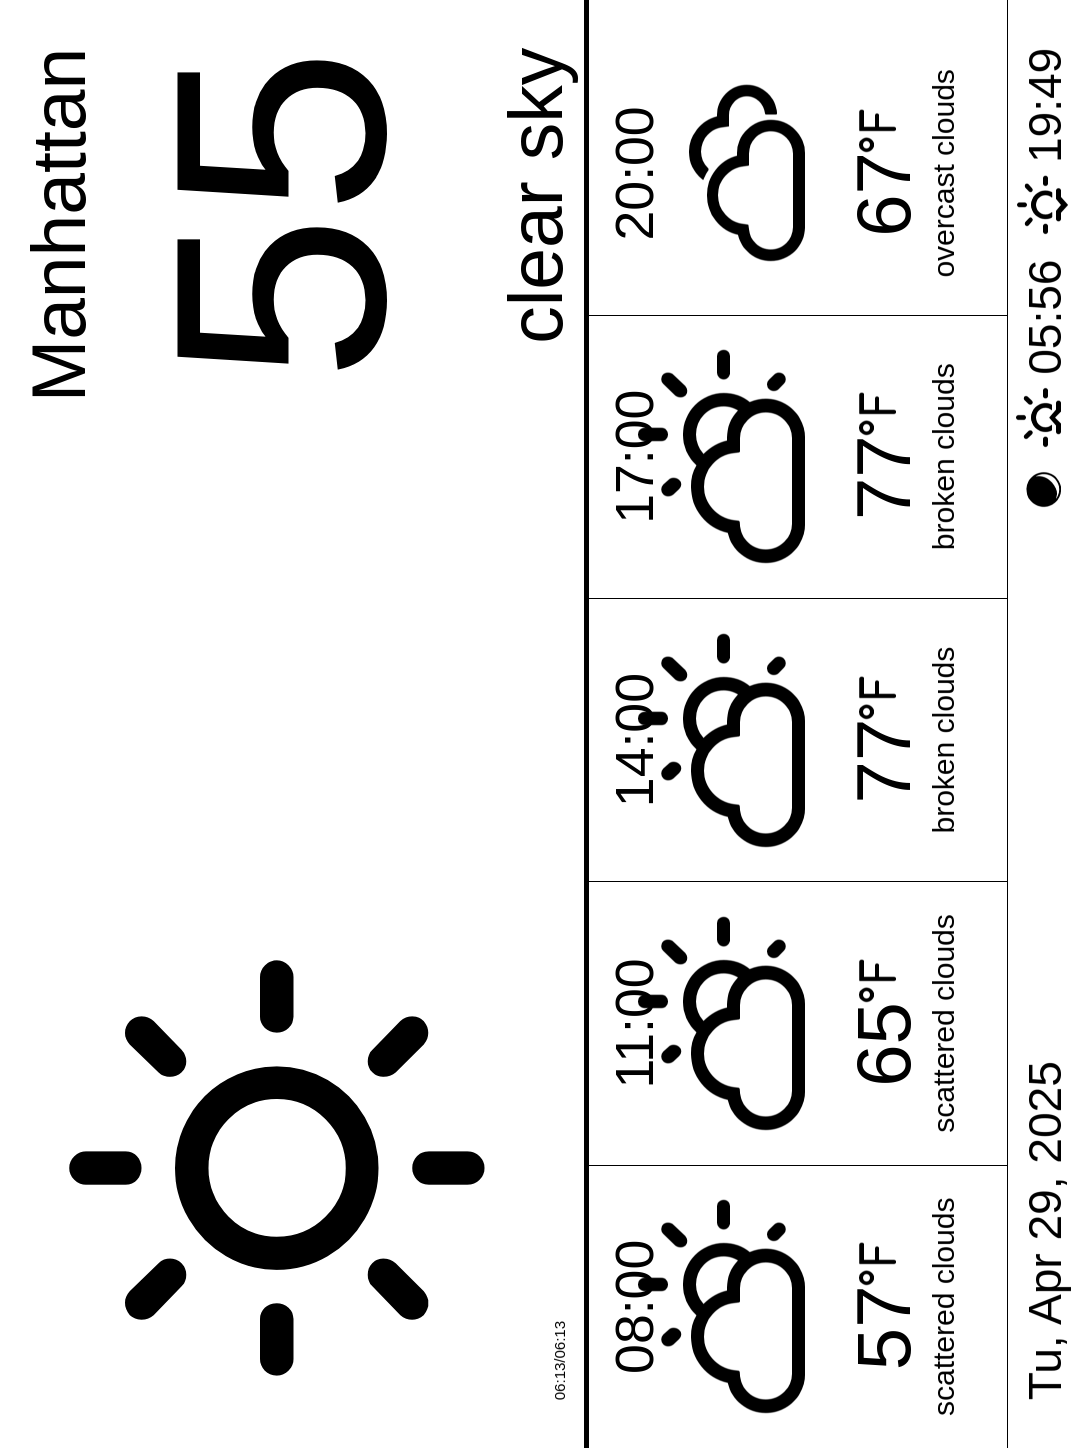 Manhattan
55
clear sky
06:13/06:13
08:00
57°F
scattered clouds
11:00
65°F
scattered clouds
14:00
77°F
broken clouds
17:00
77°F
broken clouds
20:00
67°F
overcast clouds
Tu, Apr 29, 2025
05:56 19:49